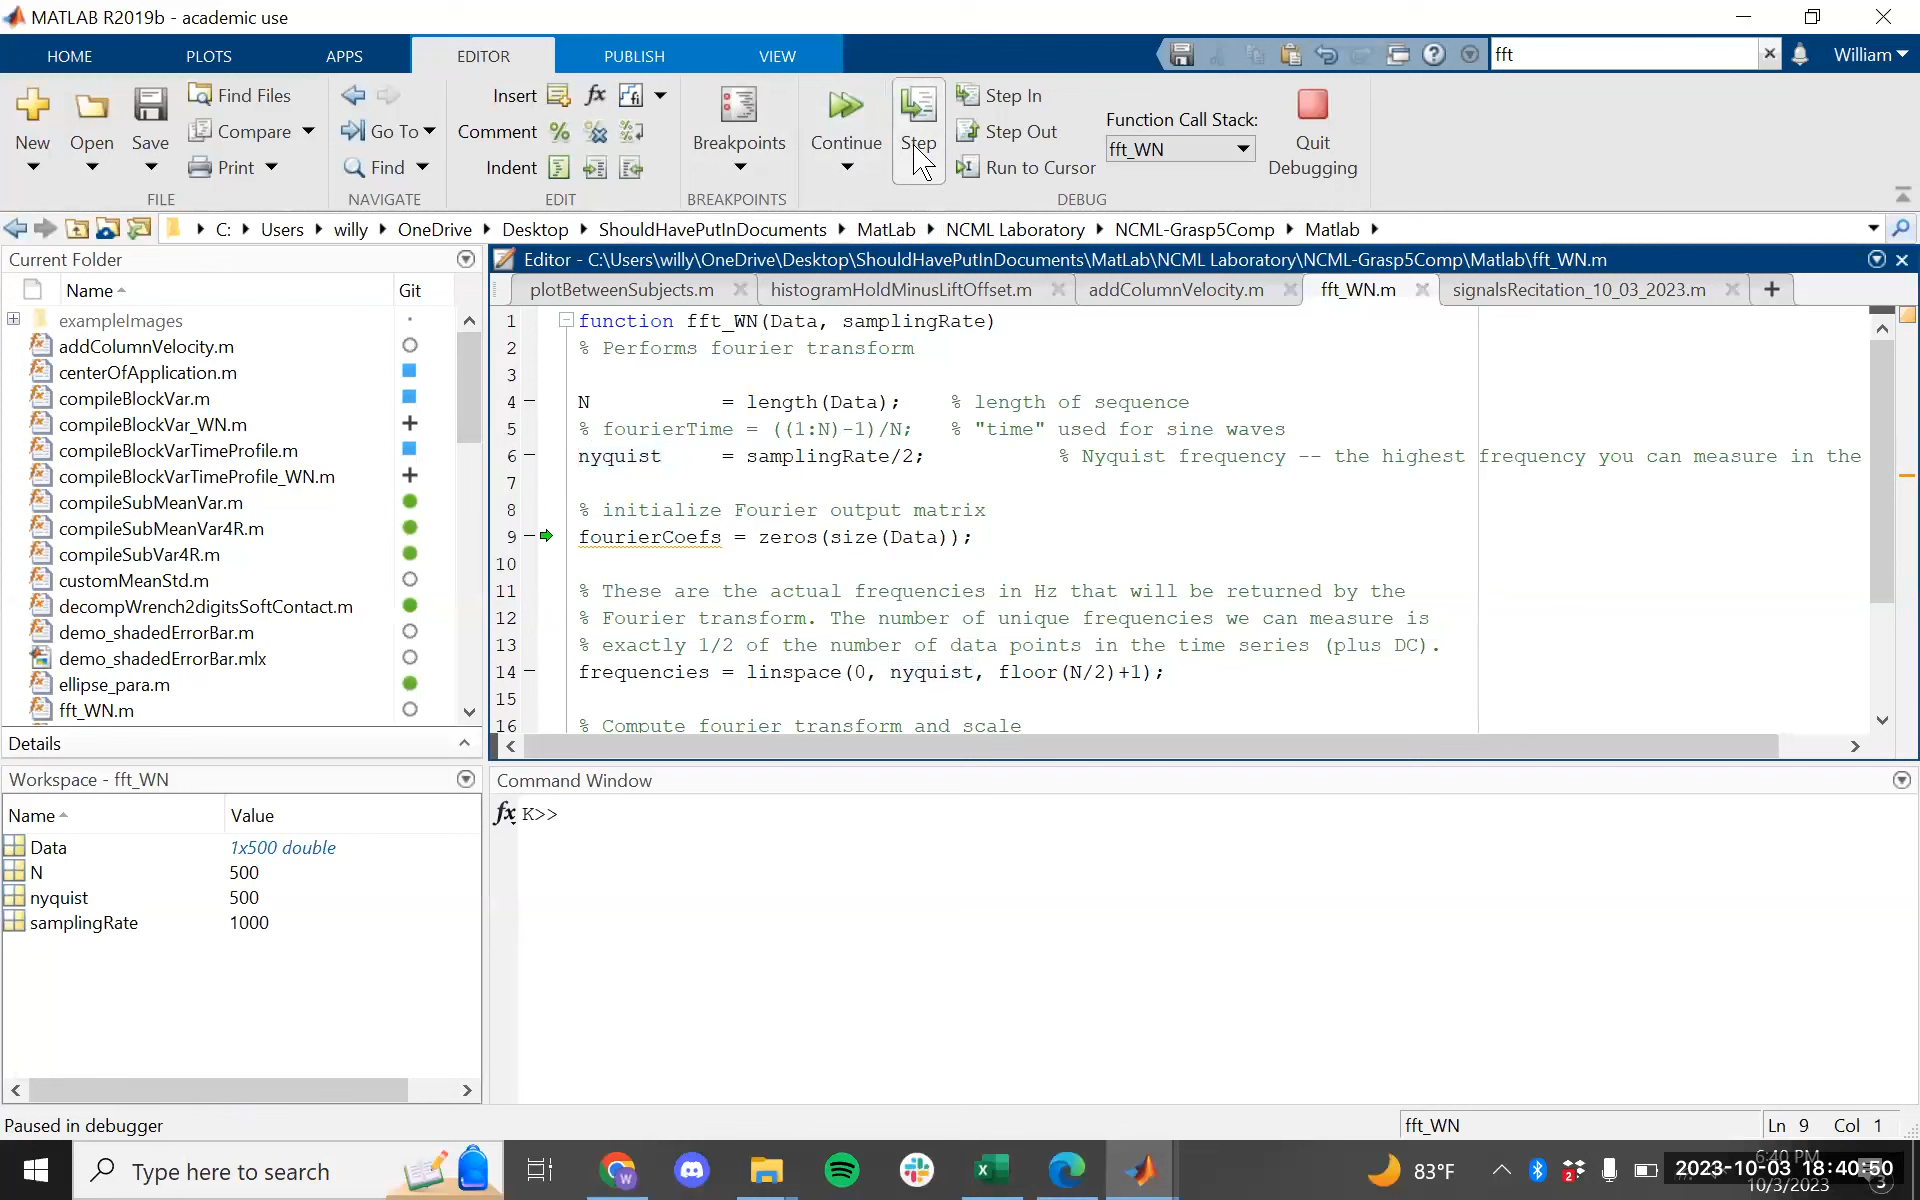 MATLAB R2019b - academic use
HOME PLOTS APPS EDITOR PUBLISH VIEW fft William
New Open Save Find Files Compare Print
FILE
Go To Find
NAVIGATE
Insert fx
Comment
Indent
EDIT
Breakpoints
BREAKPOINTS
Continue Step Step In Step Out Run to Cursor
Function Call Stack:
fft_WN
Quit Debugging
DEBUG
C: Users willy OneDrive Desktop ShouldHavePutInDocuments MatLab NCML Laboratory NCML-Grasp5Comp Matlab
Current Folder
Name Git
exampleImages
addColumnVelocity.m
centerOfApplication.m
compileBlockVar.m
compileBlockVar_WN.m
compileBlockVarTimeProfile.m
compileBlockVarTimeProfile_WN.m
compileSubMeanVar.m
compileSubMeanVar4R.m
compileSubVar4R.m
customMeanStd.m
decompWrench2digitsSoftContact.m
demo_shadedErrorBar.m
demo_shadedErrorBar.mlx
ellipse_para.m
fft_WN.m
Details
Workspace - fft_WN
Name Value
Data 1x500 double
N 500
nyquist 500
samplingRate 1000
Editor - C:\Users\willy\OneDrive\Desktop\ShouldHavePutInDocuments\MatLab\NCML Laboratory\NCML-Grasp5Comp\Matlab\fft_WN.m
plotBetweenSubjects.m histogramHoldMinusLiftOffset.m addColumnVelocity.m fft_WN.m signalsRecitation_10_03_2023.m
1 function fft_WN(Data, samplingRate)
2 % Performs fourier transform
3
4 N = length(Data); % length of sequence
5 % fourierTime = ((1:N)-1)/N; % "time" used for sine waves
6 nyquist = samplingRate/2; % Nyquist frequency -- the highest frequency you can measure in the
7
8 % initialize Fourier output matrix
9 fourierCoefs = zeros(size(Data));
10
11 % These are the actual frequencies in Hz that will be returned by the
12 % Fourier transform. The number of unique frequencies we can measure is
13 % exactly 1/2 of the number of data points in the time series (plus DC).
14 frequencies = linspace(0, nyquist, floor(N/2)+1);
15
16 % Compute fourier transform and scale
Command Window
fx K>>
Paused in debugger fft_WN Ln 9 Col 1
Type here to search 83°F 6:40 PM
2023-10-03 18:40:50
10/3/2023 3